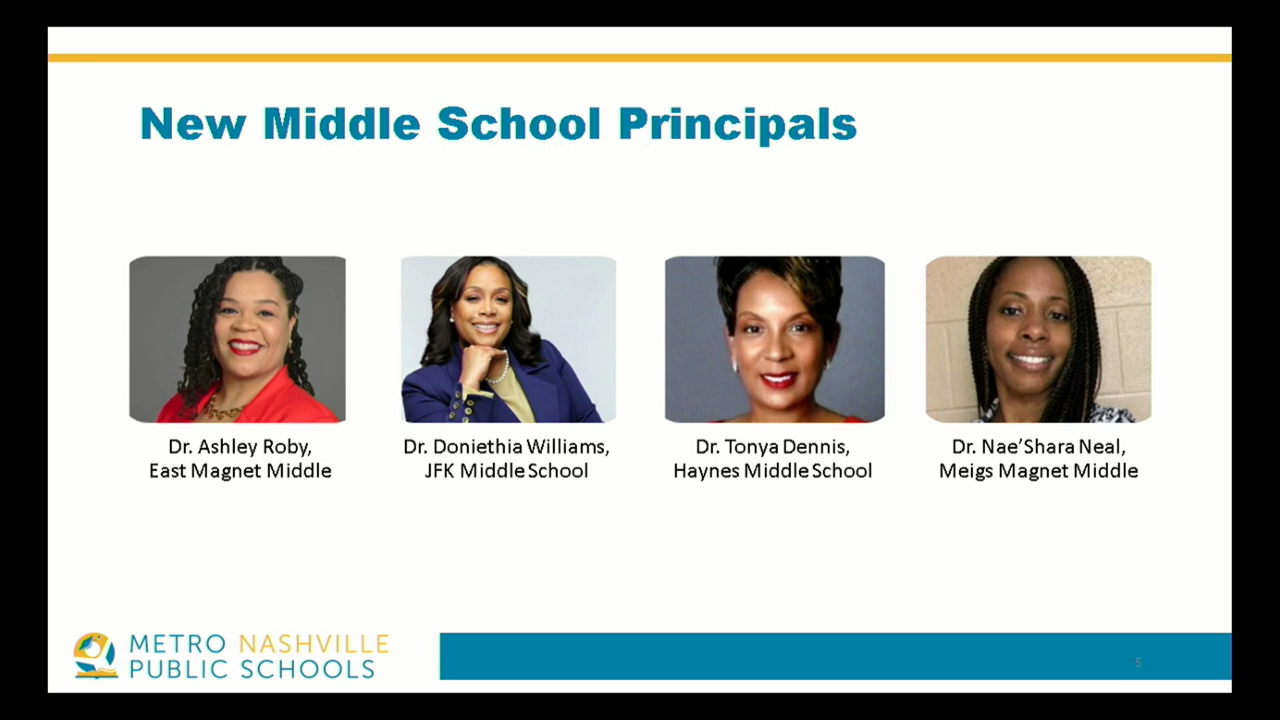 New Middle School Principals
Dr. Ashley Roby,
East Magnet Middle
Dr. Doniethia Williams,
JFK Middle School
Dr. Tonya Dennis,
Haynes Middle School
Dr. Nae’Shara Neal,
Meigs Magnet Middle
METRO NASHVILLE
PUBLIC SCHOOLS
5